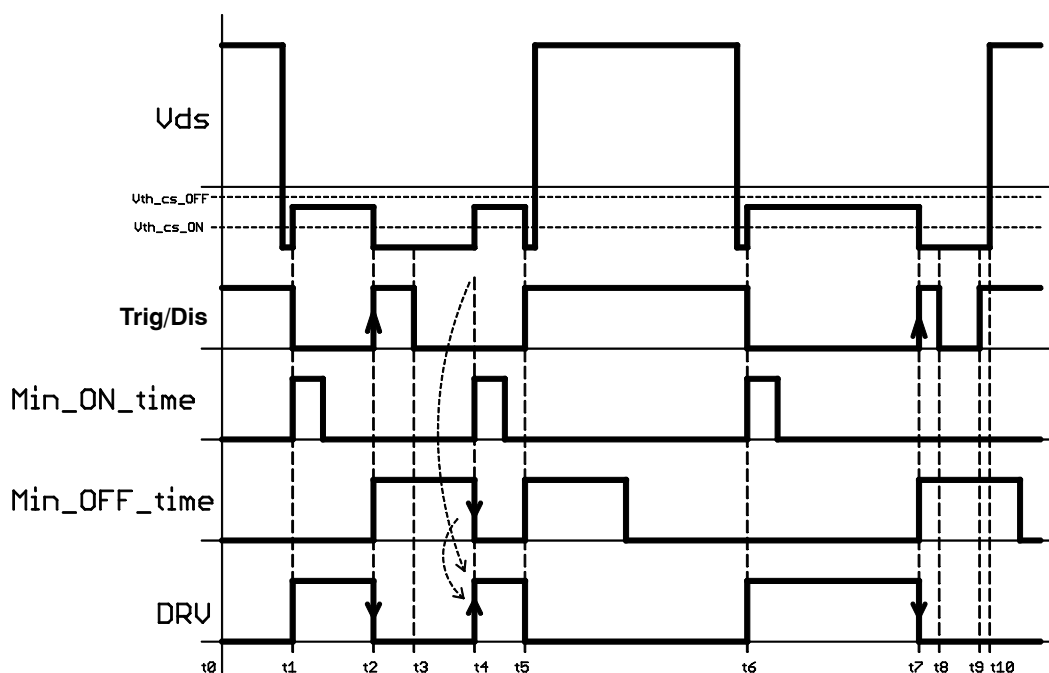 Vds
Vth_cs_OFF
Vth_cs_ON
Trig/Dis
Min_ON_time
Min_OFF_time
DRV
t0 t1 t2 t3 t4 t5 t6 t7 t8 t9 t10